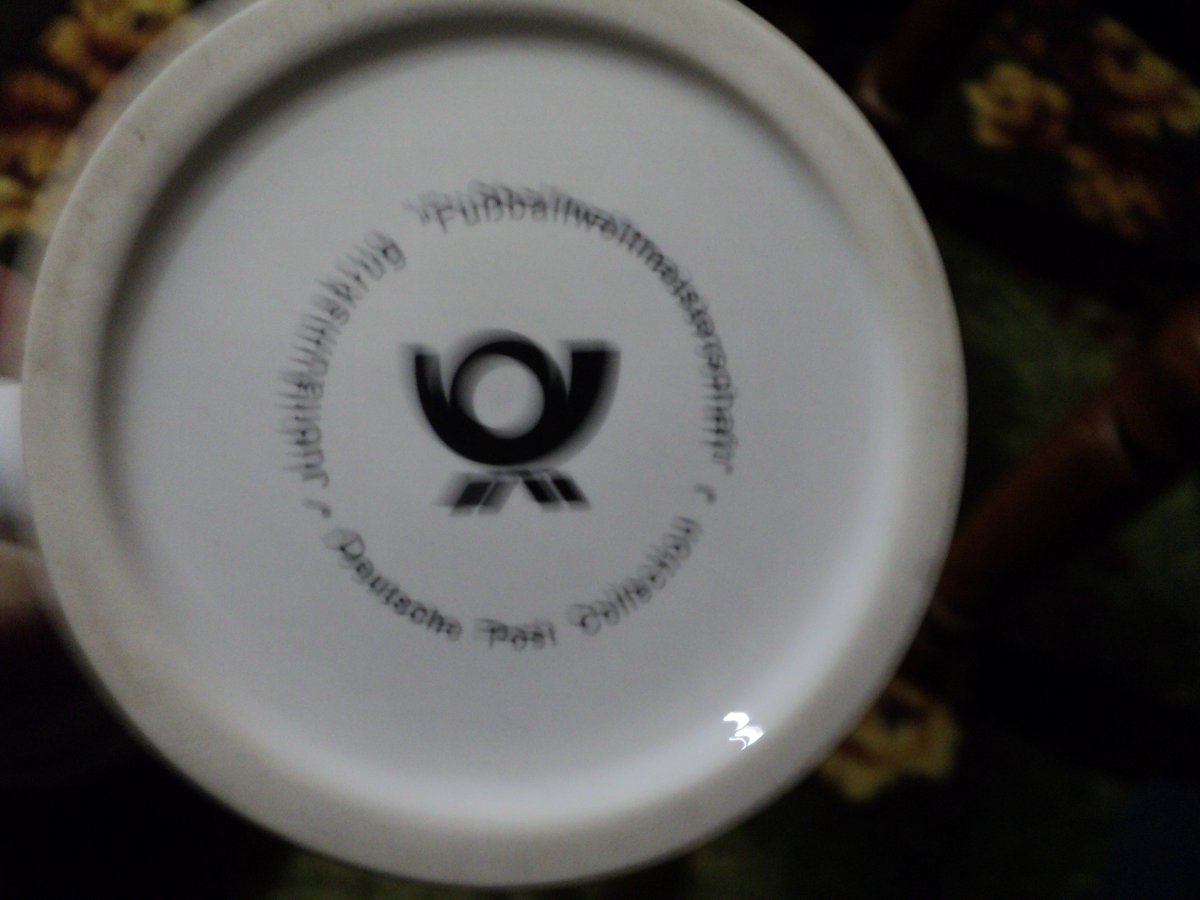 Jubiläumskrug "Fußballweltmeisterschaft"
Deutsche Post Collection